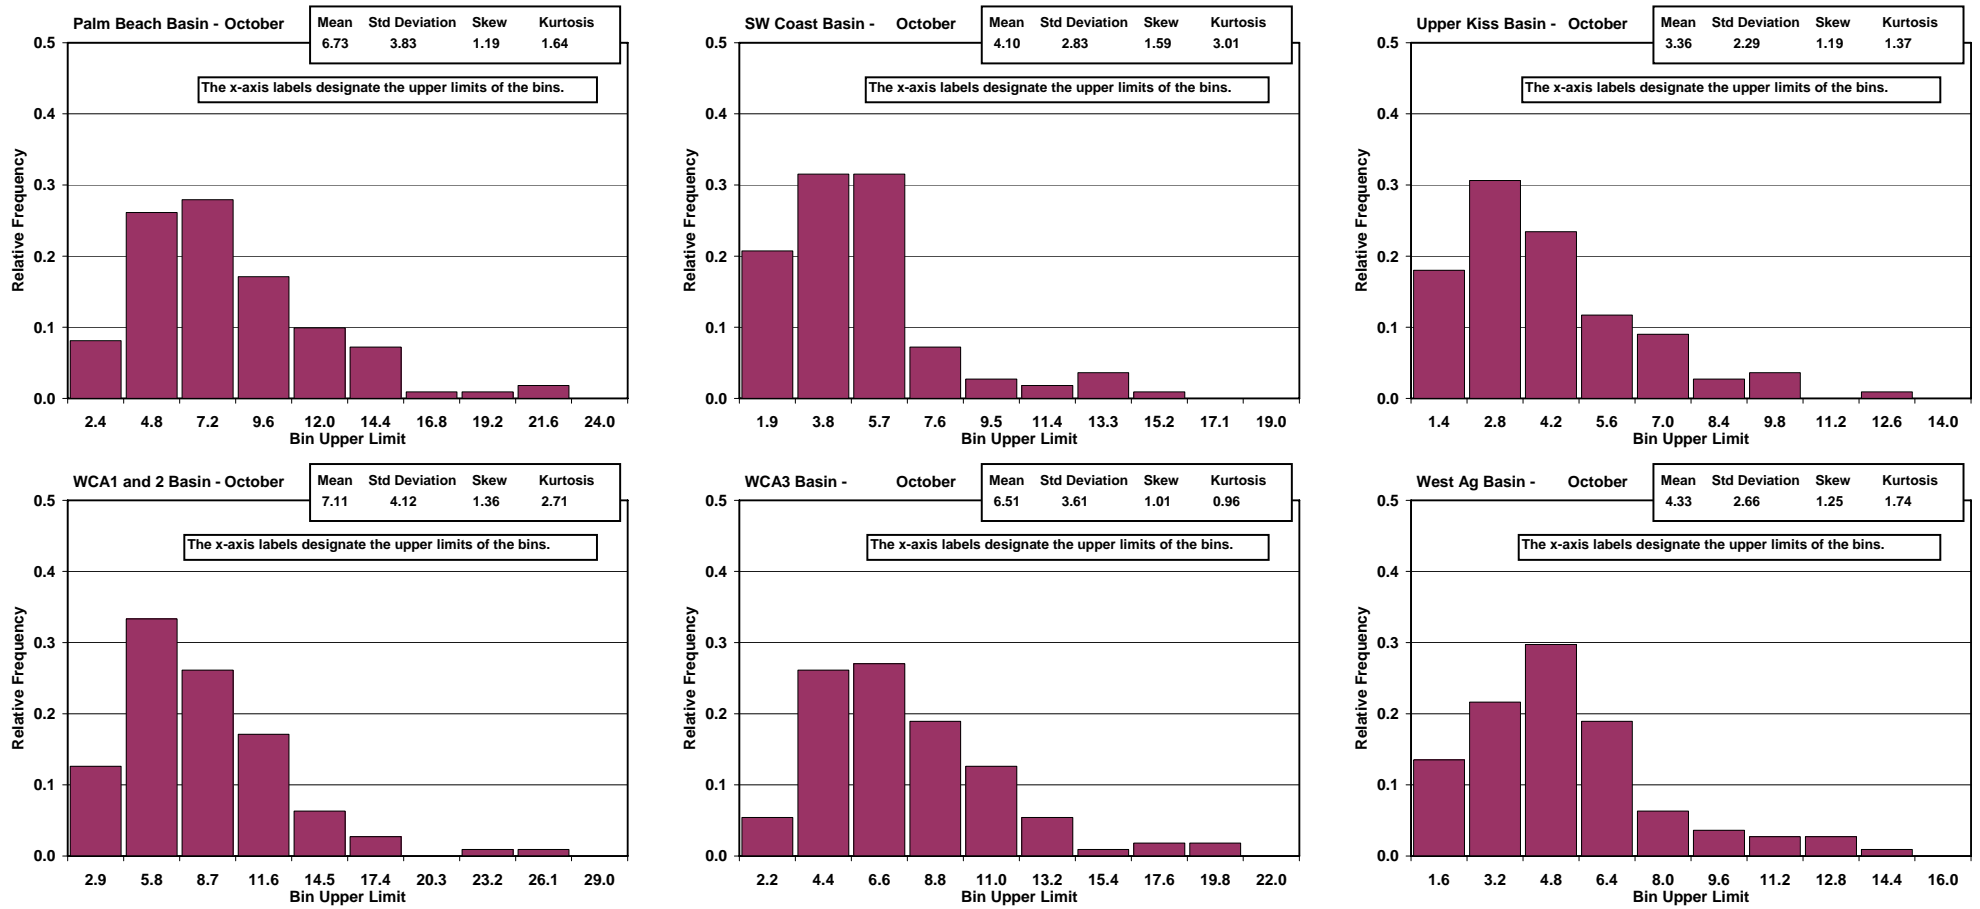 Palm Beach Basin - October
Mean Std Deviation Skew Kurtosis
6.73 3.83 1.19 1.64
The x-axis labels designate the upper limits of the bins.
Relative Frequency
0.5
0.4
0.3
0.2
0.1
0.0
2.4 4.8 7.2 9.6 12.0 14.4 16.8 19.2 21.6 24.0
Bin Upper Limit
SW Coast Basin - October
Mean Std Deviation Skew Kurtosis
4.10 2.83 1.59 3.01
The x-axis labels designate the upper limits of the bins.
Relative Frequency
0.5
0.4
0.3
0.2
0.1
0.0
1.9 3.8 5.7 7.6 9.5 11.4 13.3 15.2 17.1 19.0
Bin Upper Limit
Upper Kiss Basin - October
Mean Std Deviation Skew Kurtosis
3.36 2.29 1.19 1.37
The x-axis labels designate the upper limits of the bins.
Relative Frequency
0.5
0.4
0.3
0.2
0.1
0.0
1.4 2.8 4.2 5.6 7.0 8.4 9.8 11.2 12.6 14.0
Bin Upper Limit
WCA1 and 2 Basin - October
Mean Std Deviation Skew Kurtosis
7.11 4.12 1.36 2.71
The x-axis labels designate the upper limits of the bins.
Relative Frequency
0.5
0.4
0.3
0.2
0.1
0.0
2.9 5.8 8.7 11.6 14.5 17.4 20.3 23.2 26.1 29.0
Bin Upper Limit
WCA3 Basin - October
Mean Std Deviation Skew Kurtosis
6.51 3.61 1.01 0.96
The x-axis labels designate the upper limits of the bins.
Relative Frequency
0.5
0.4
0.3
0.2
0.1
0.0
2.2 4.4 6.6 8.8 11.0 13.2 15.4 17.6 19.8 22.0
Bin Upper Limit
West Ag Basin - October
Mean Std Deviation Skew Kurtosis
4.33 2.66 1.25 1.74
The x-axis labels designate the upper limits of the bins.
Relative Frequency
0.5
0.4
0.3
0.2
0.1
0.0
1.6 3.2 4.8 6.4 8.0 9.6 11.2 12.8 14.4 16.0
Bin Upper Limit